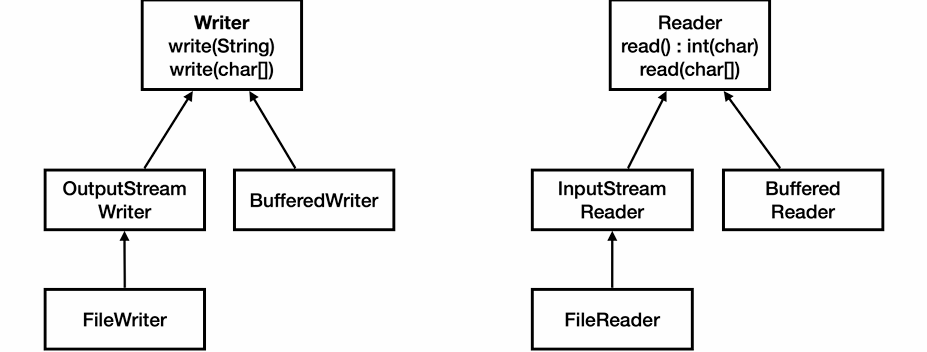 Writer
write(String)
write(char[])
Reader
read() : int(char)
read(char[])
OutputStream
Writer
BufferedWriter
InputStream
Reader
Buffered
Reader
FileWriter
FileReader